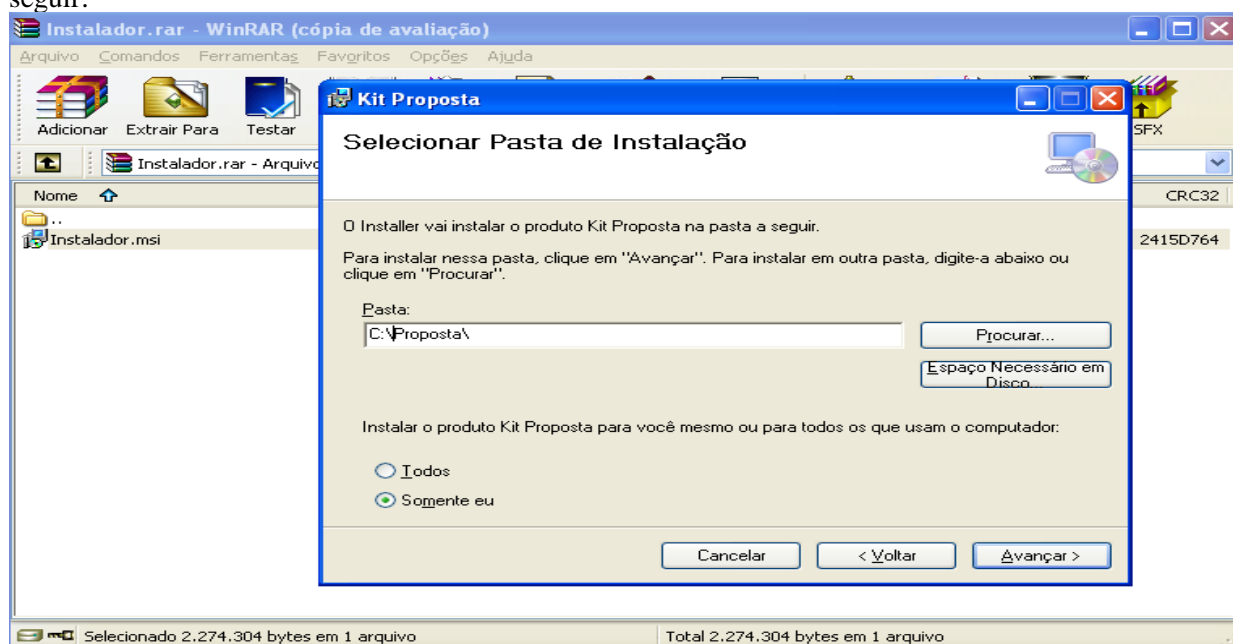 seguir:
Instalador.rar - WinRAR (cópia de avaliação)
Arquivo Comandos Ferramentas Favoritos Opções Ajuda
Adicionar Extrair Para Testar SFX
Kit Proposta
Selecionar Pasta de Instalação
Instalador.rar - Arquivo
Nome CRC32
..
Instalador.msi 2415D764
O Installer vai instalar o produto Kit Proposta na pasta a seguir.
Para instalar nessa pasta, clique em "Avançar". Para instalar em outra pasta, digite-a abaixo ou
clique em "Procurar".
Pasta:
C:\Proposta\
Procurar...
Espaço Necessário em
Disco...
Instalar o produto Kit Proposta para você mesmo ou para todos os que usam o computador:
Todos
Somente eu
Cancelar < Voltar Avançar >
Selecionado 2.274.304 bytes em 1 arquivo Total 2.274.304 bytes em 1 arquivo